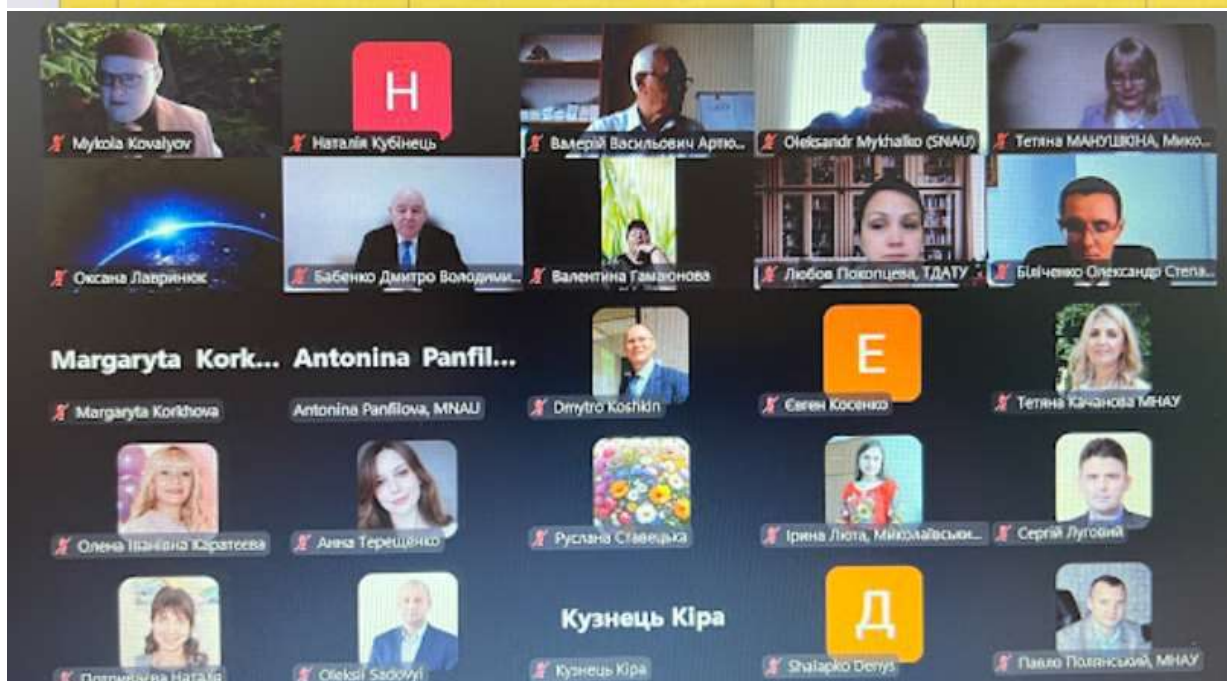 Mykola Kovalyov
Н
Наталія Кубінець
Валерій Васильович Артю...
Oleksandr Mykhalko (SNAU)
Тетяна МАНУШКІНА, Мико...
Оксана Лавринюк
Бабенко Дмитро Володими...
Валентина Гамаюнова
Любов Покопцева, ТДАТУ
Біліченко Олександр Степа...
Margaryta Kork...
Antonina Panfil...
Е
Margaryta Korkhova
Antonina Panfilova, MNAU
Dmytro Koshkin
Євген Косенко
Тетяна Качанова МНАУ
Олена Іванівна Каратєєва
Анна Терещенко
Руслана Ставецька
Ірина Люта, Миколаївськи...
Сергій Луговий
Кузнець Кіра
Д
Наталія
Oleksii Sadovyi
Кузнець Кіра
Shalapko Denys
Павло Полянський, МНАУ